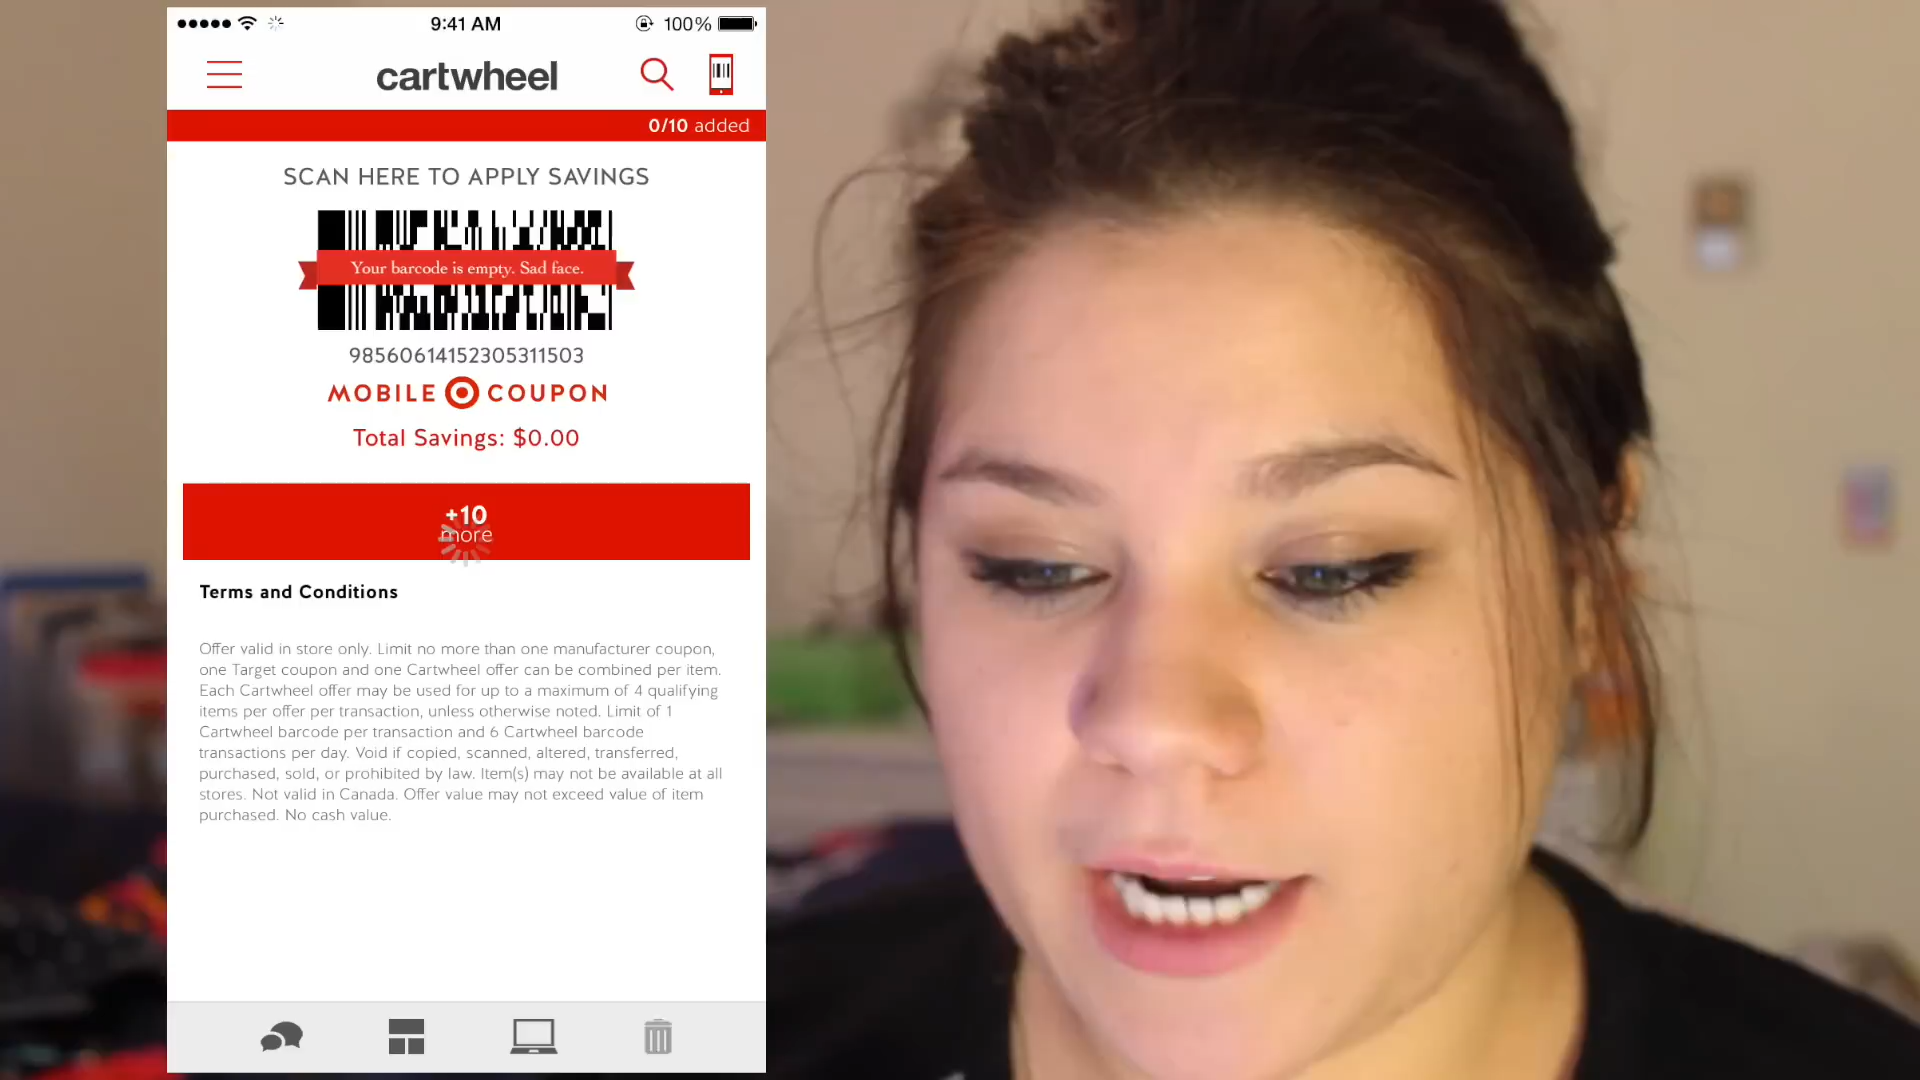 9:41 AM
100%
cartwheel
0/10 added
SCAN HERE TO APPLY SAVINGS
Your barcode is empty. Sad face.
98560614152305311503
MOBILE COUPON
Total Savings: $0.00
+10
more
Terms and Conditions
Offer valid in store only. Limit no more than one manufacturer coupon,
one Target coupon and one Cartwheel offer can be combined per item.
Each Cartwheel offer may be used for up to a maximum of 4 qualifying
items per offer per transaction, unless otherwise noted. Limit of 1
Cartwheel barcode per transaction and 6 Cartwheel barcode
transactions per day. Void if copied, scanned, altered, transferred,
purchased, sold, or prohibited by law. Item(s) may not be available at all
stores. Not valid in Canada. Offer value may not exceed value of item
purchased. No cash value.